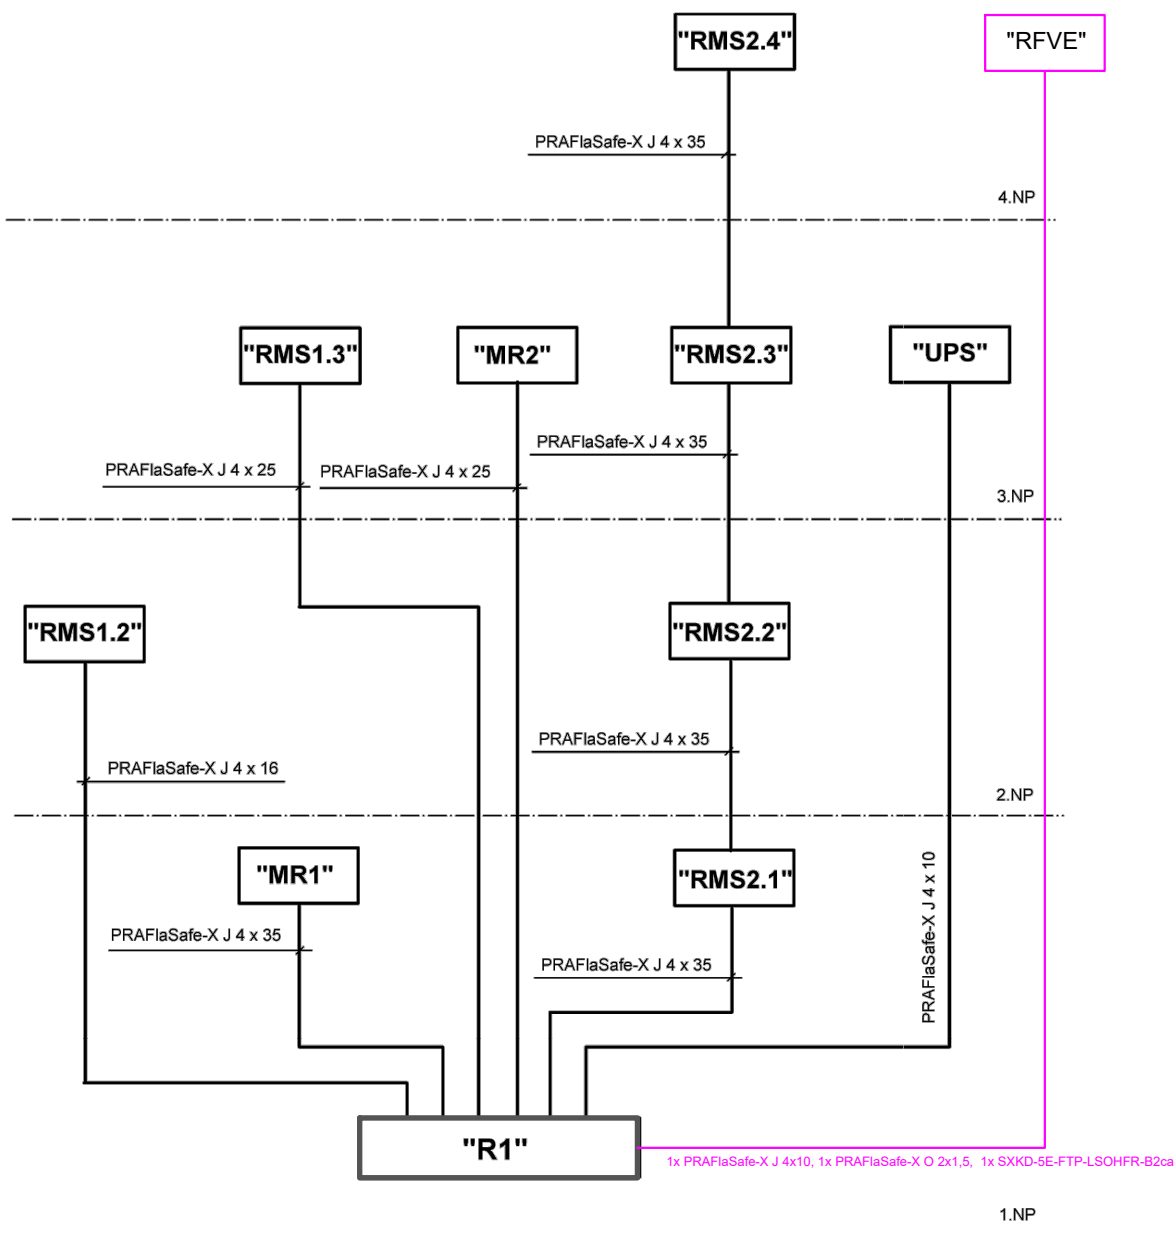 "RMS2.4"
"RFVE"
PRAFlaSafe-X J 4 x 35
4.NP
"RMS1.3"
"MR2"
"RMS2.3"
"UPS"
PRAFlaSafe-X J 4 x 35
PRAFlaSafe-X J 4 x 25
PRAFlaSafe-X J 4 x 25
3.NP
"RMS1.2"
"RMS2.2"
PRAFlaSafe-X J 4 x 35
PRAFlaSafe-X J 4 x 16
2.NP
"MR1"
"RMS2.1"
PRAFlaSafe-X J 4 x 10
PRAFlaSafe-X J 4 x 35
PRAFlaSafe-X J 4 x 35
"R1"
1x PRAFlaSafe-X J 4x10, 1x PRAFlaSafe-X O 2x1,5, 1x SXKD-5E-FTP-LSOHFR-B2ca
1.NP